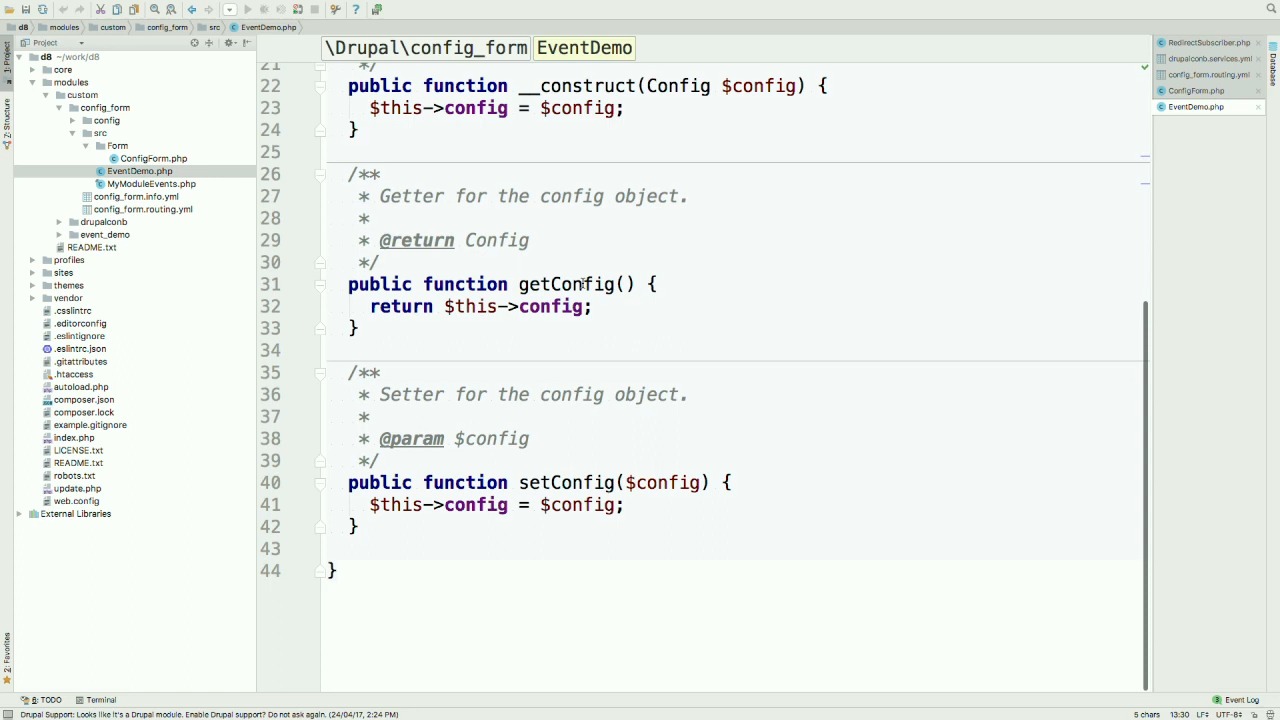 d8 modules custom config_form src EventDemo.php
Project
\Drupal\config_form EventDemo
d8 ~/work/d8
core
modules
custom
config_form
config
src
Form
ConfigForm.php
EventDemo.php
MyModuleEvents.php
config_form.info.yml
config_form.routing.yml
drupalconb
event_demo
README.txt
profiles
sites
themes
vendor
.csslintrc
.editorconfig
.eslintignore
.eslintrc.json
.gitattributes
.htaccess
autoload.php
composer.json
composer.lock
example.gitignore
index.php
LICENSE.txt
README.txt
robots.txt
update.php
web.config
External Libraries
1: Project
7: Structure
2: Favorites
21 */
22 public function __construct(Config $config) {
23 $this->config = $config;
24 }
25
26 /**
27 * Getter for the config object.
28 *
29 * @return Config
30 */
31 public function getConfig() {
32 return $this->config;
33 }
34
35 /**
36 * Setter for the config object.
37 *
38 * @param $config
39 */
40 public function setConfig($config) {
41 $this->config = $config;
42 }
43
44 }
RedirectSubscriber.php
drupalconb.services.yml
config_form.routing.yml
ConfigForm.php
EventDemo.php
Database
6: TODO Terminal Event Log
Drupal Support: Looks like it's a Drupal module. Enable Drupal support? Do not ask again. (24/04/17, 2:24 PM) 5 chars 13:30 LF UTF-8